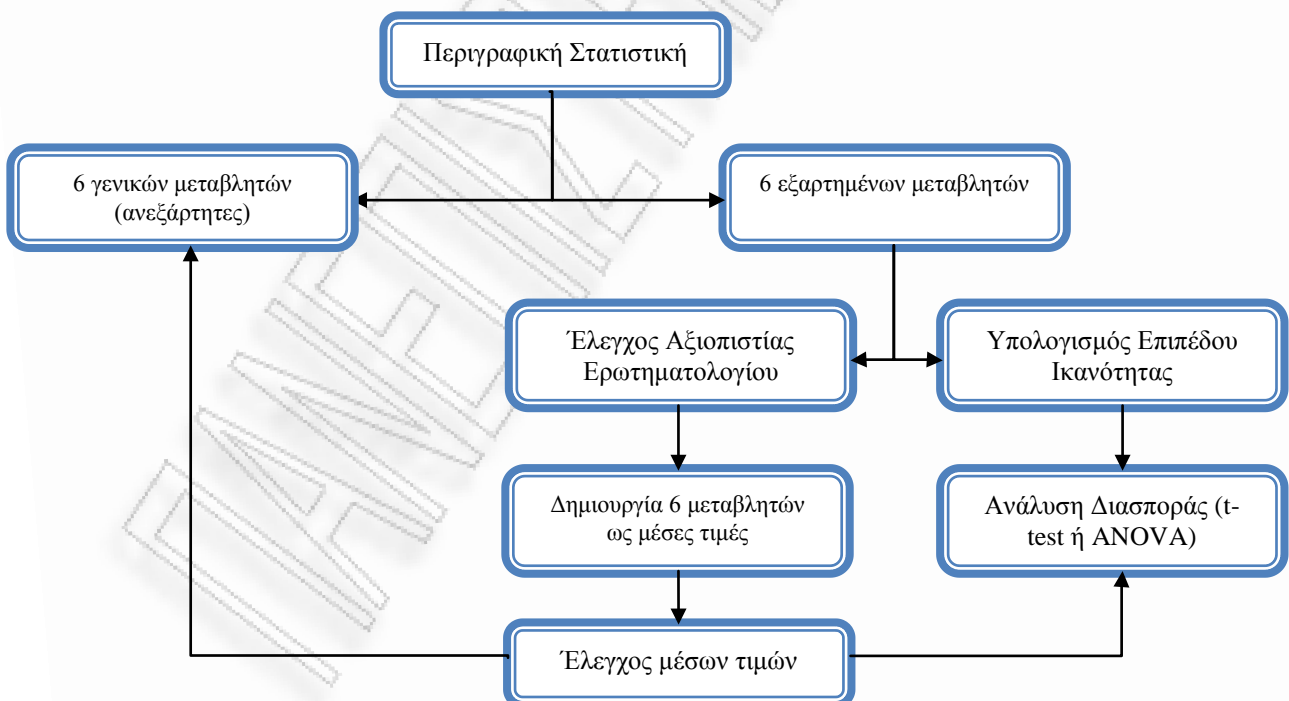 Περιγραφική Στατιστική
6 γενικών μεταβλητών
(ανεξάρτητες)
6 εξαρτημένων μεταβλητών
Έλεγχος Αξιοπιστίας
Ερωτηματολογίου
Υπολογισμός Επιπέδου
Ικανότητας
Δημιουργία 6 μεταβλητών
ως μέσες τιμές
Ανάλυση Διασποράς (t-
test ή ANOVA)
Έλεγχος μέσων τιμών